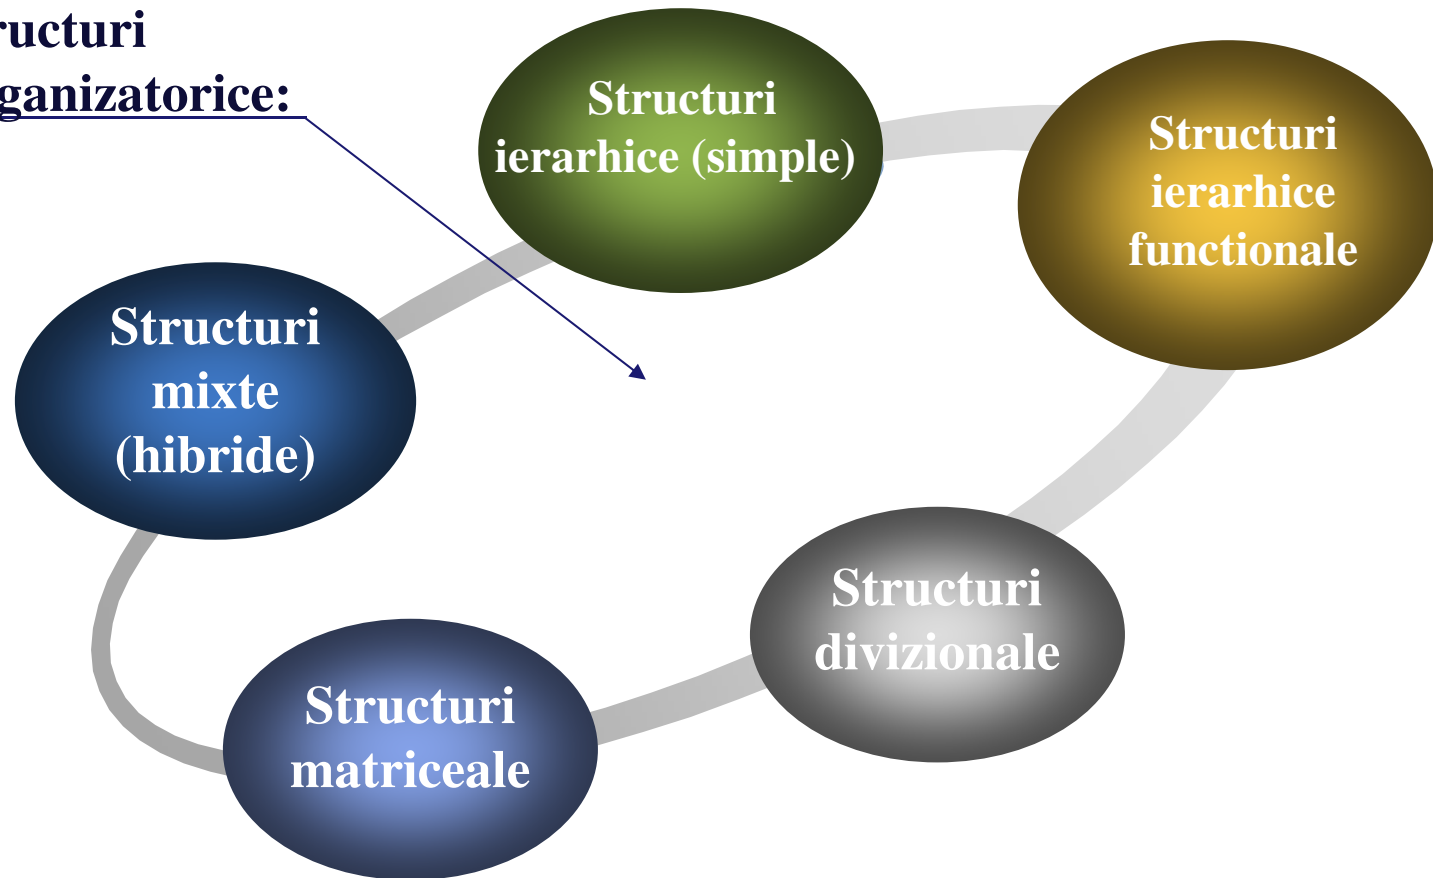 ructuri
ganizatorice:
Structuri
ierarhice (simple)
Structuri
ierarhice
functionale
Structuri
mixte
(hibride)
Structuri
divizionale
Structuri
matriceale